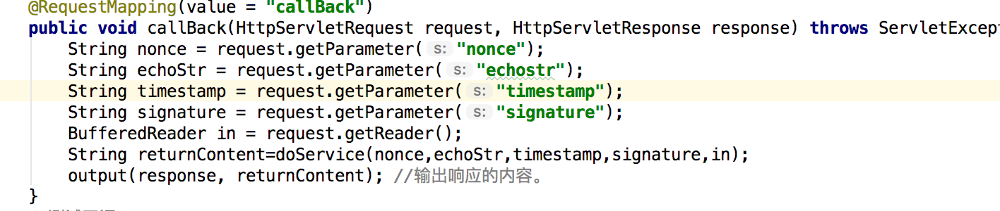 @RequestMapping(value = "callBack")
public void callBack(HttpServletRequest request, HttpServletResponse response) throws ServletExcept
String nonce = request.getParameter( s: "nonce");
String echoStr = request.getParameter( s: "echostr");
String timestamp = request.getParameter( s: "timestamp");
String signature = request.getParameter( s: "signature");
BufferedReader in = request.getReader();
String returnContent=doService(nonce,echoStr,timestamp,signature,in);
output(response, returnContent); //输出响应的内容。
}